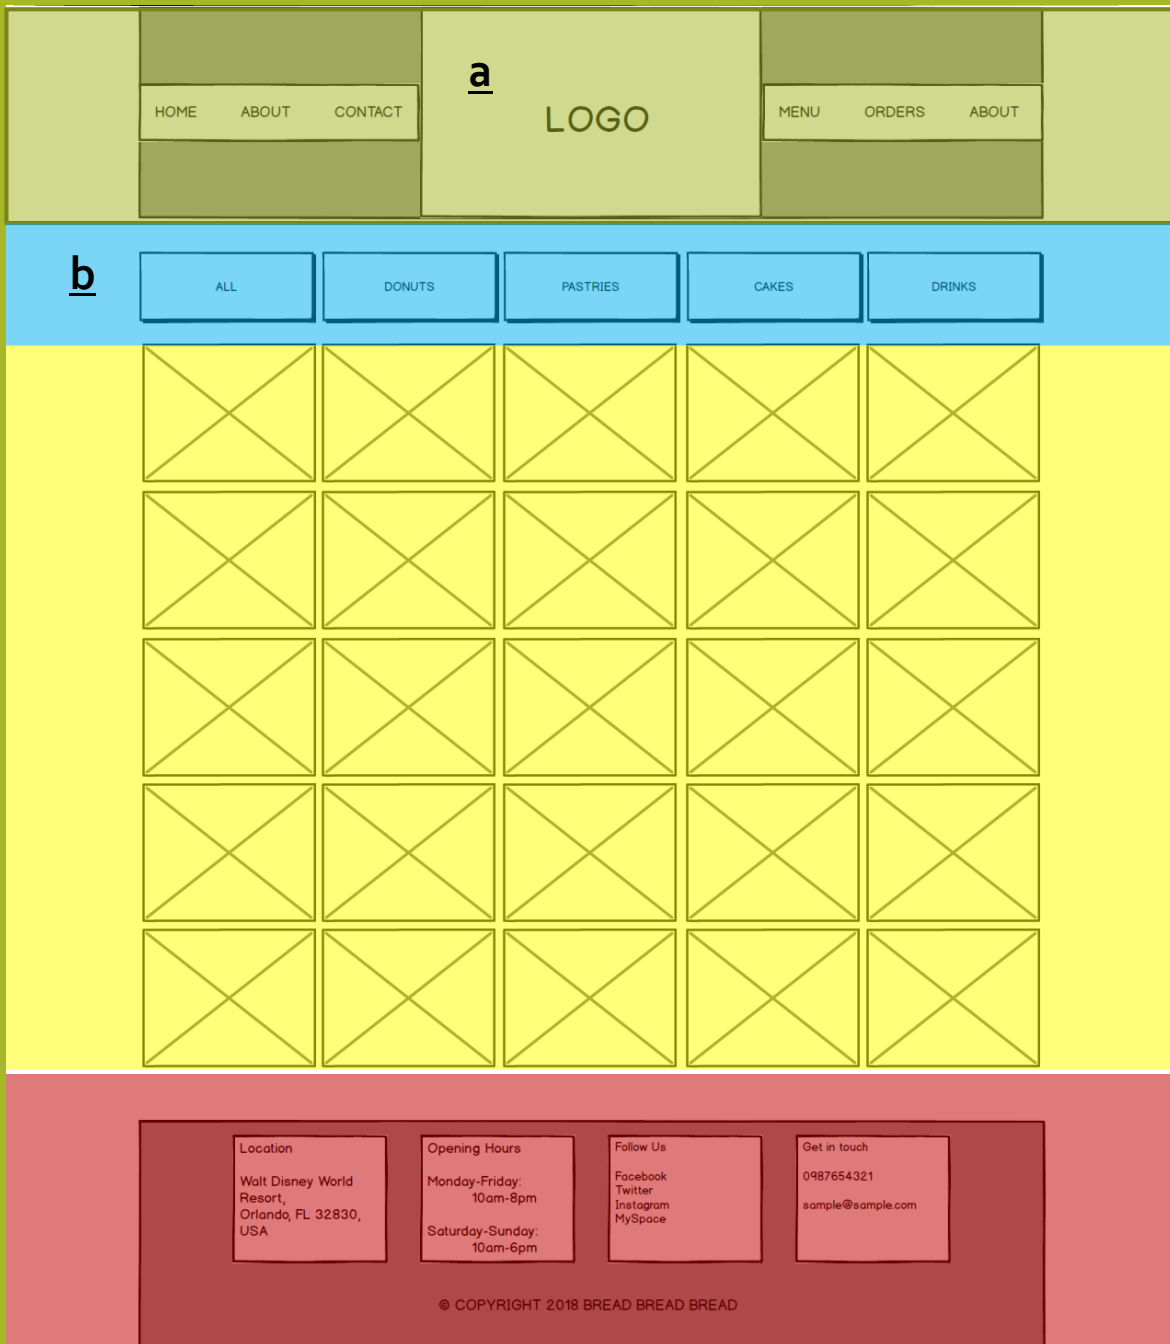 a
HOME ABOUT CONTACT LOGO MENU ORDERS ABOUT
b
ALL DONUTS PASTRIES CAKES DRINKS
Location
Walt Disney World
Resort,
Orlando, FL 32830,
USA
Opening Hours
Monday-Friday:
10am-8pm
Saturday-Sunday:
10am-6pm
Follow Us
Facebook
Twitter
Instagram
MySpace
Get in touch
0987654321
sample@sample.com
© COPYRIGHT 2018 BREAD BREAD BREAD